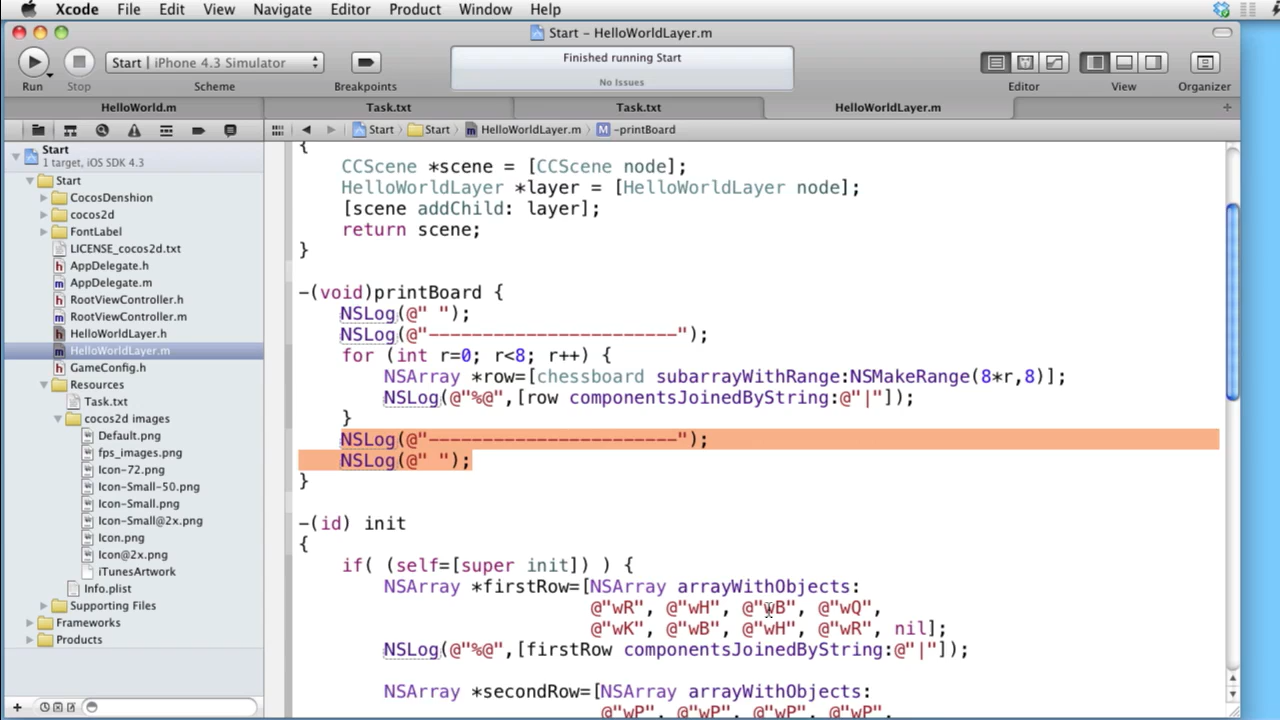 Xcode File Edit View Navigate Editor Product Window Help
Start – HelloWorldLayer.m
Start | iPhone 4.3 Simulator
Finished running Start
No Issues
Run Stop Scheme Breakpoints Editor View Organizer
HelloWorld.m Task.txt Task.txt HelloWorldLayer.m
Start Start HelloWorldLayer.m M -printBoard
Start
1 target, iOS SDK 4.3
Start
CocosDenshion
cocos2d
FontLabel
LICENSE_cocos2d.txt
h AppDelegate.h
m AppDelegate.m
h RootViewController.h
m RootViewController.m
h HelloWorldLayer.h
m HelloWorldLayer.m
h GameConfig.h
Resources
Task.txt
cocos2d images
Default.png
fps_images.png
Icon-72.png
Icon-Small-50.png
Icon-Small.png
Icon-Small@2x.png
Icon.png
Icon@2x.png
iTunesArtwork
Info.plist
Supporting Files
Frameworks
Products
{
CCScene *scene = [CCScene node];
HelloWorldLayer *layer = [HelloWorldLayer node];
[scene addChild: layer];
return scene;
}
-(void)printBoard {
NSLog(@" ");
NSLog(@"-----------------------");
for (int r=0; r<8; r++) {
NSArray *row=[chessboard subarrayWithRange:NSMakeRange(8*r,8)];
NSLog(@"%@",[row componentsJoinedByString:@"|"]);
}
NSLog(@"-----------------------");
NSLog(@" ");
}
-(id) init
{
if( (self=[super init]) ) {
NSArray *firstRow=[NSArray arrayWithObjects:
@"wR", @"wH", @"wB", @"wQ",
@"wK", @"wB", @"wH", @"wR", nil];
NSLog(@"%@",[firstRow componentsJoinedByString:@"|"]);
NSArray *secondRow=[NSArray arrayWithObjects:
@"wP", @"wP", @"wP", @"wP",